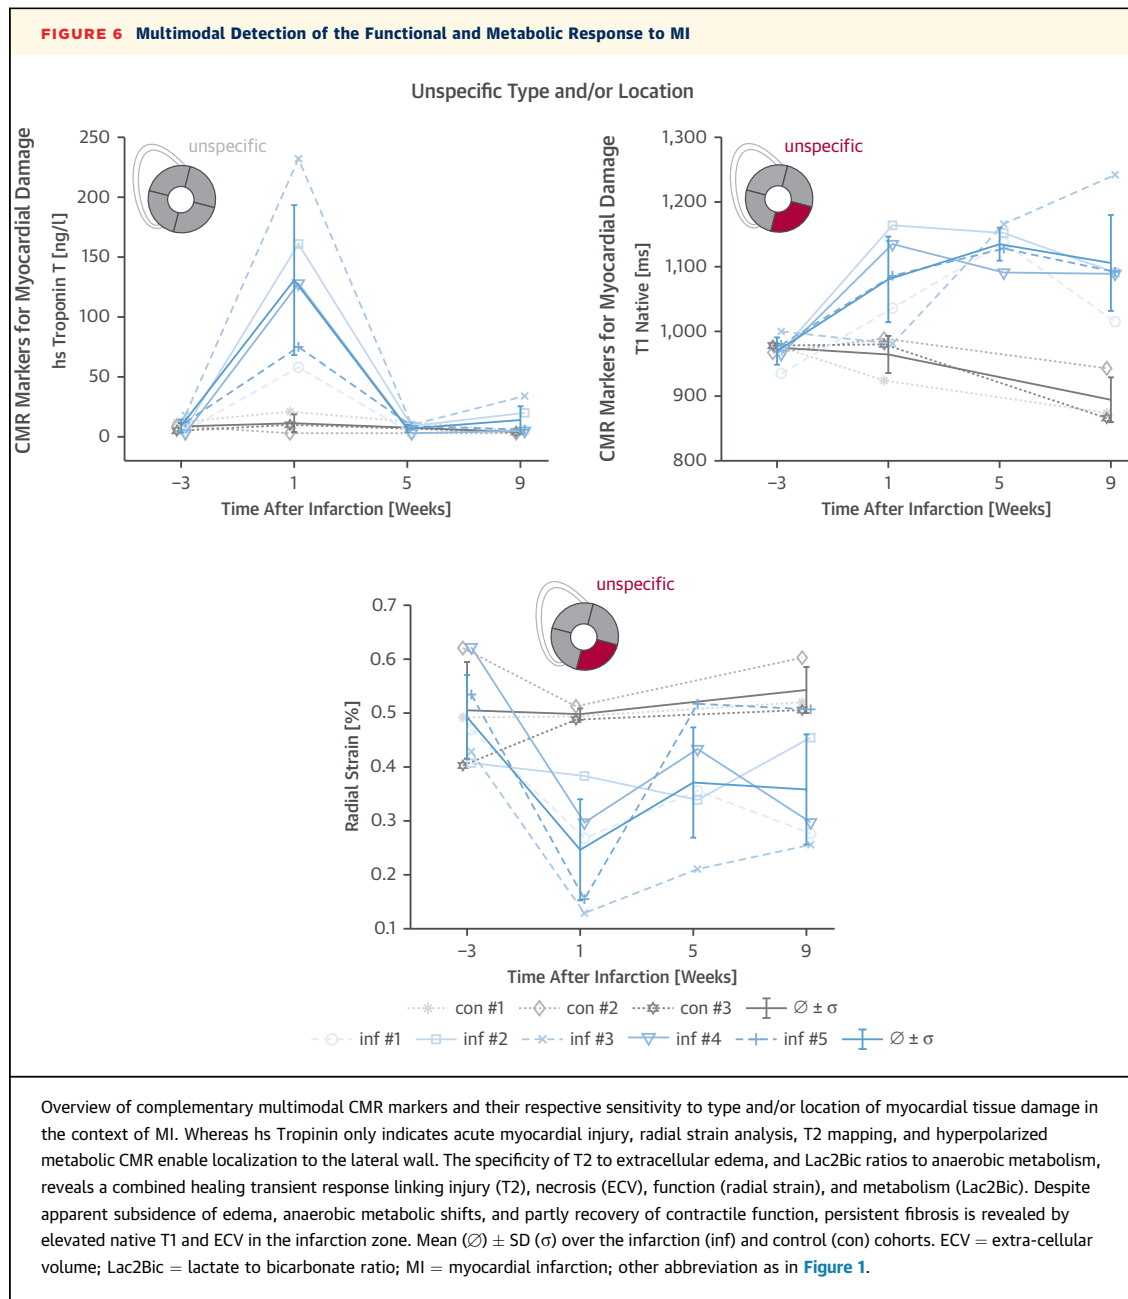 FIGURE 6 Multimodal Detection of the Functional and Metabolic Response to MI
Unspecific Type and/or Location
CMR Markers for Myocardial Damage
hs Troponin T [ng/l]
250
200
150
100
50
0
unspecific
−3 1 5 9
Time After Infarction [Weeks]
CMR Markers for Myocardial Damage
T1 Native [ms]
1,300
1,200
1,100
1,000
900
800
unspecific
−3 1 5 9
Time After Infarction [Weeks]
Radial Strain [%]
0.7
0.6
0.5
0.4
0.3
0.2
0.1
unspecific
−3 1 5 9
Time After Infarction [Weeks]
con #1 con #2 con #3 ∅ ± σ
inf #1 inf #2 inf #3 inf #4 inf #5 ∅ ± σ
Overview of complementary multimodal CMR markers and their respective sensitivity to type and/or location of myocardial tissue damage in
the context of MI. Whereas hs Tropinin only indicates acute myocardial injury, radial strain analysis, T2 mapping, and hyperpolarized
metabolic CMR enable localization to the lateral wall. The specificity of T2 to extracellular edema, and Lac2Bic ratios to anaerobic metabolism,
reveals a combined healing transient response linking injury (T2), necrosis (ECV), function (radial strain), and metabolism (Lac2Bic). Despite
apparent subsidence of edema, anaerobic metabolic shifts, and partly recovery of contractile function, persistent fibrosis is revealed by
elevated native T1 and ECV in the infarction zone. Mean (∅) ± SD (σ) over the infarction (inf) and control (con) cohorts. ECV = extra-cellular
volume; Lac2Bic = lactate to bicarbonate ratio; MI = myocardial infarction; other abbreviation as in Figure 1.